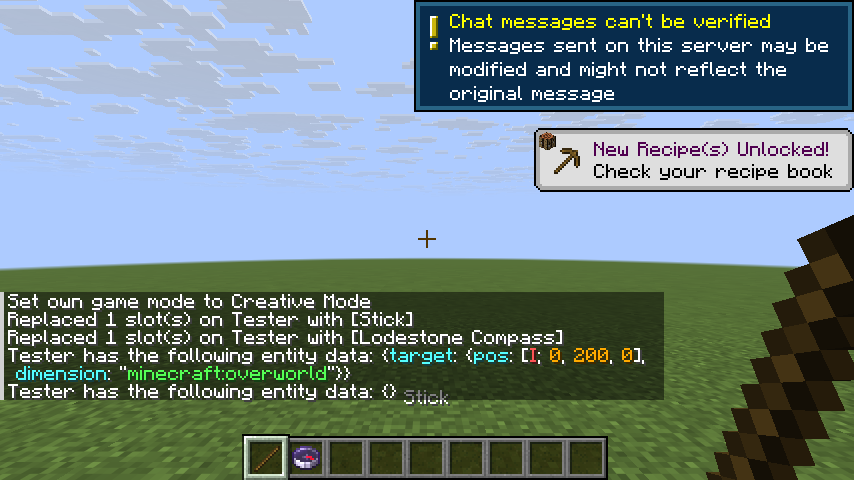 Chat messages can't be verified
Messages sent on this server may be
modified and might not reflect the
original message
New Recipe(s) Unlocked!
Check your recipe book
Set own game mode to Creative Mode
Replaced 1 slot(s) on Tester with [Stick]
Replaced 1 slot(s) on Tester with [Lodestone Compass]
Tester has the following entity data: {target: {pos: [I; 0, 200, 0],
dimension: "minecraft:overworld"}}
Tester has the following entity data: {}
Stick